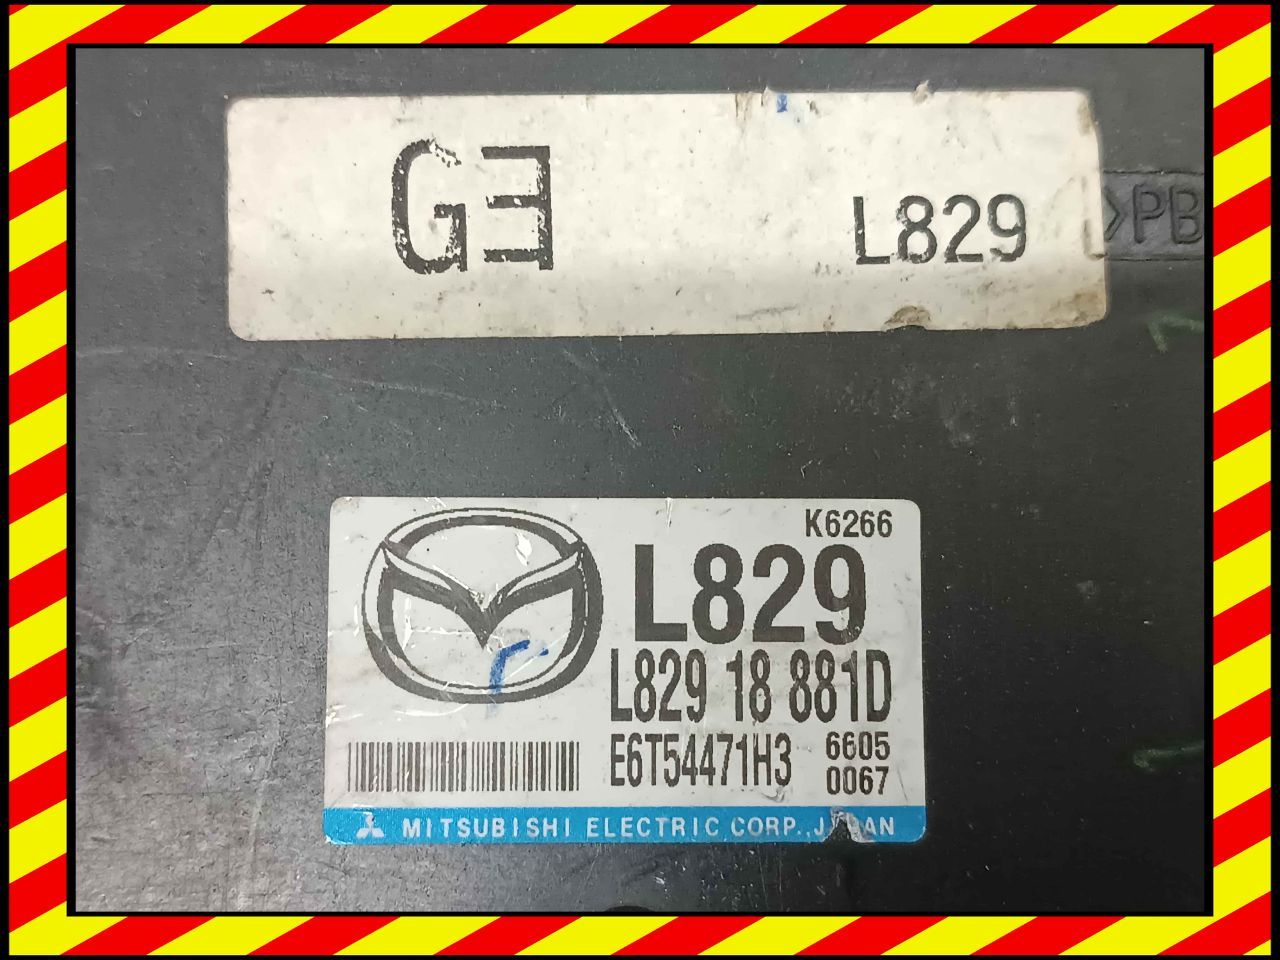 GE
L829
>PB
K6266
L829
L829 18 881D
E6T54471H3 6605
0067
MITSUBISHI ELECTRIC CORP., JAPAN